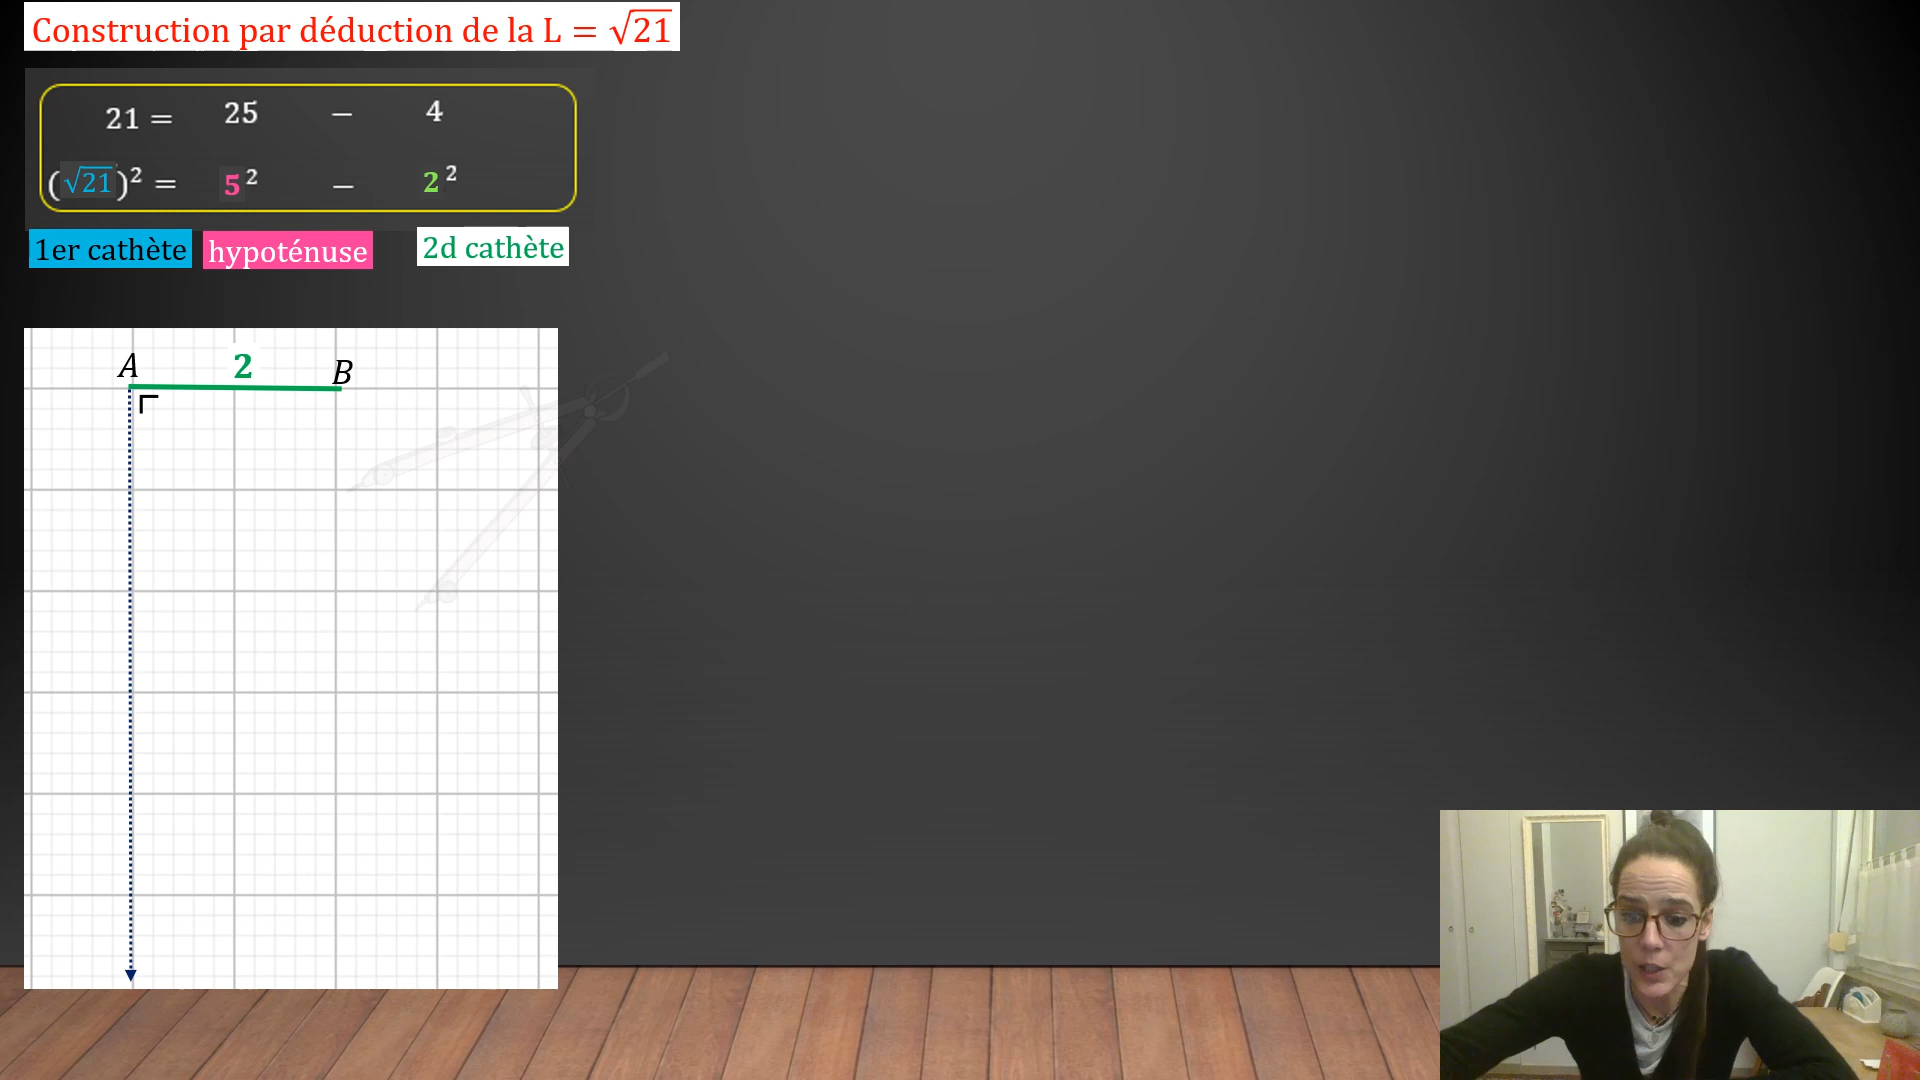 Construction par déduction de la L = √21
21 = 25 − 4
(√21)² = 5² − 2²
1er cathète hypoténuse 2d cathète
A 2 B